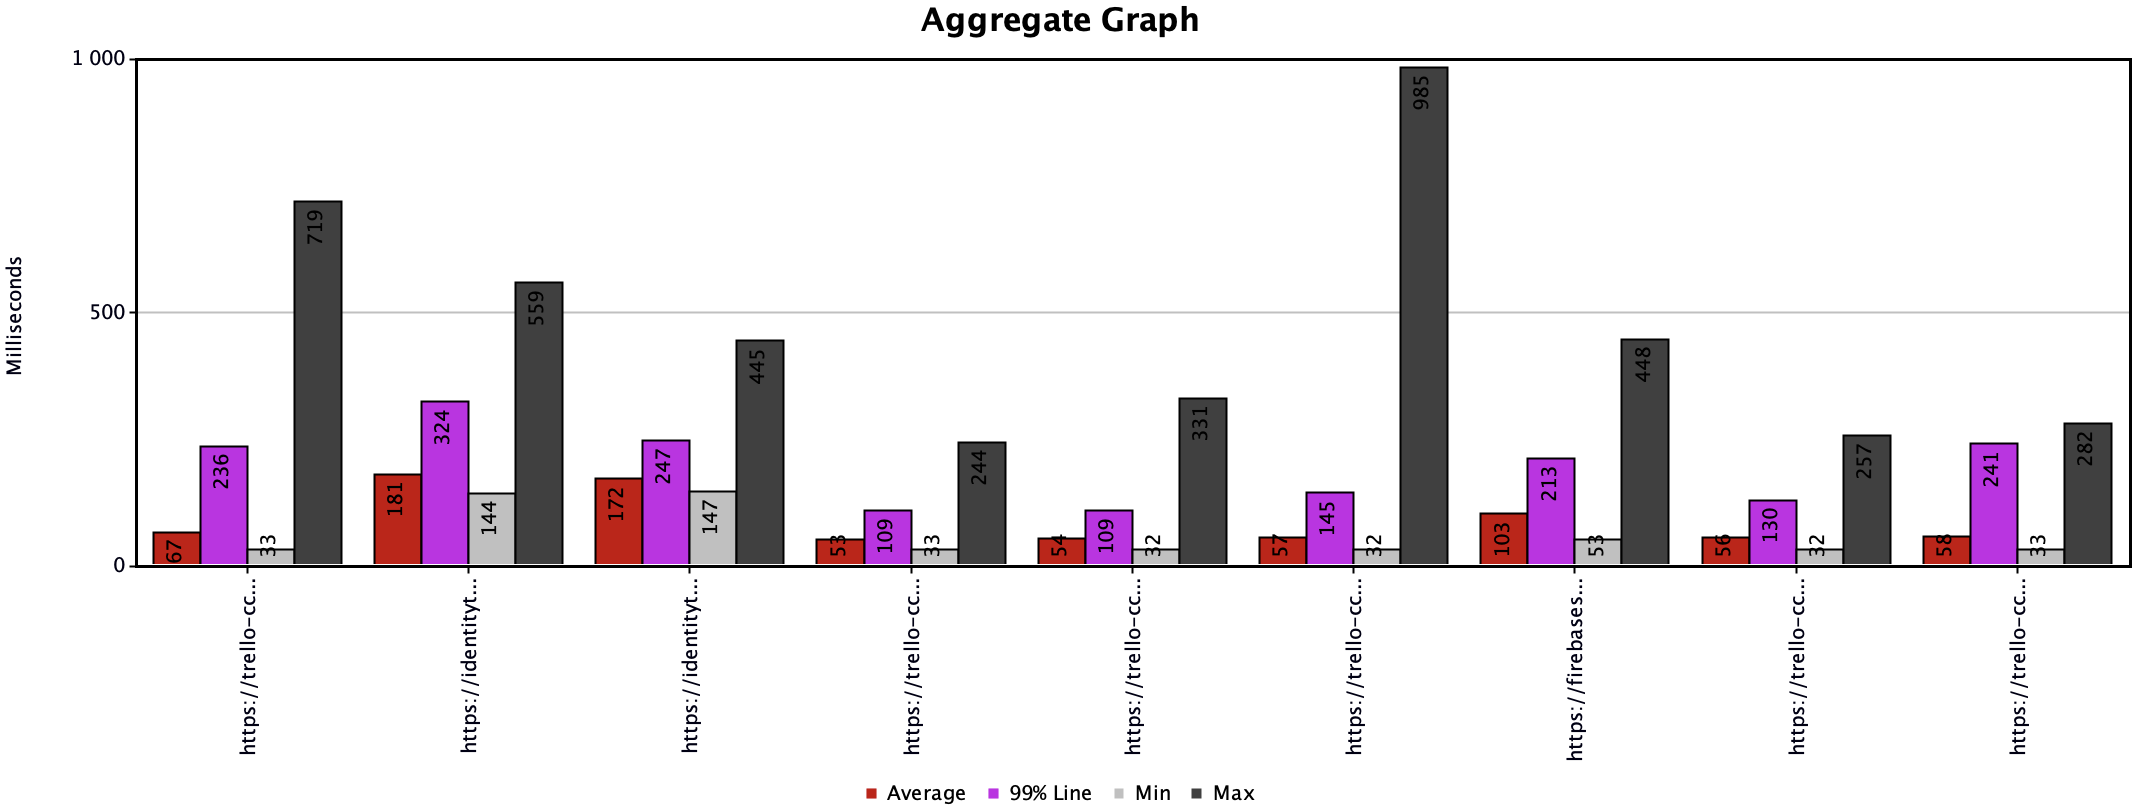 Aggregate Graph
Milliseconds
1 000
500
0
67 236 33 719
181 324 144 559
172 247 147 445
53 109 33 244
54 109 32 331
57 145 32 985
103 213 53 448
56 130 32 257
58 241 33 282
https://trello-cc...
https://identityt...
https://identityt...
https://trello-cc...
https://trello-cc...
https://trello-cc...
https://firebases...
https://trello-cc...
https://trello-cc...
Average 99% Line Min Max